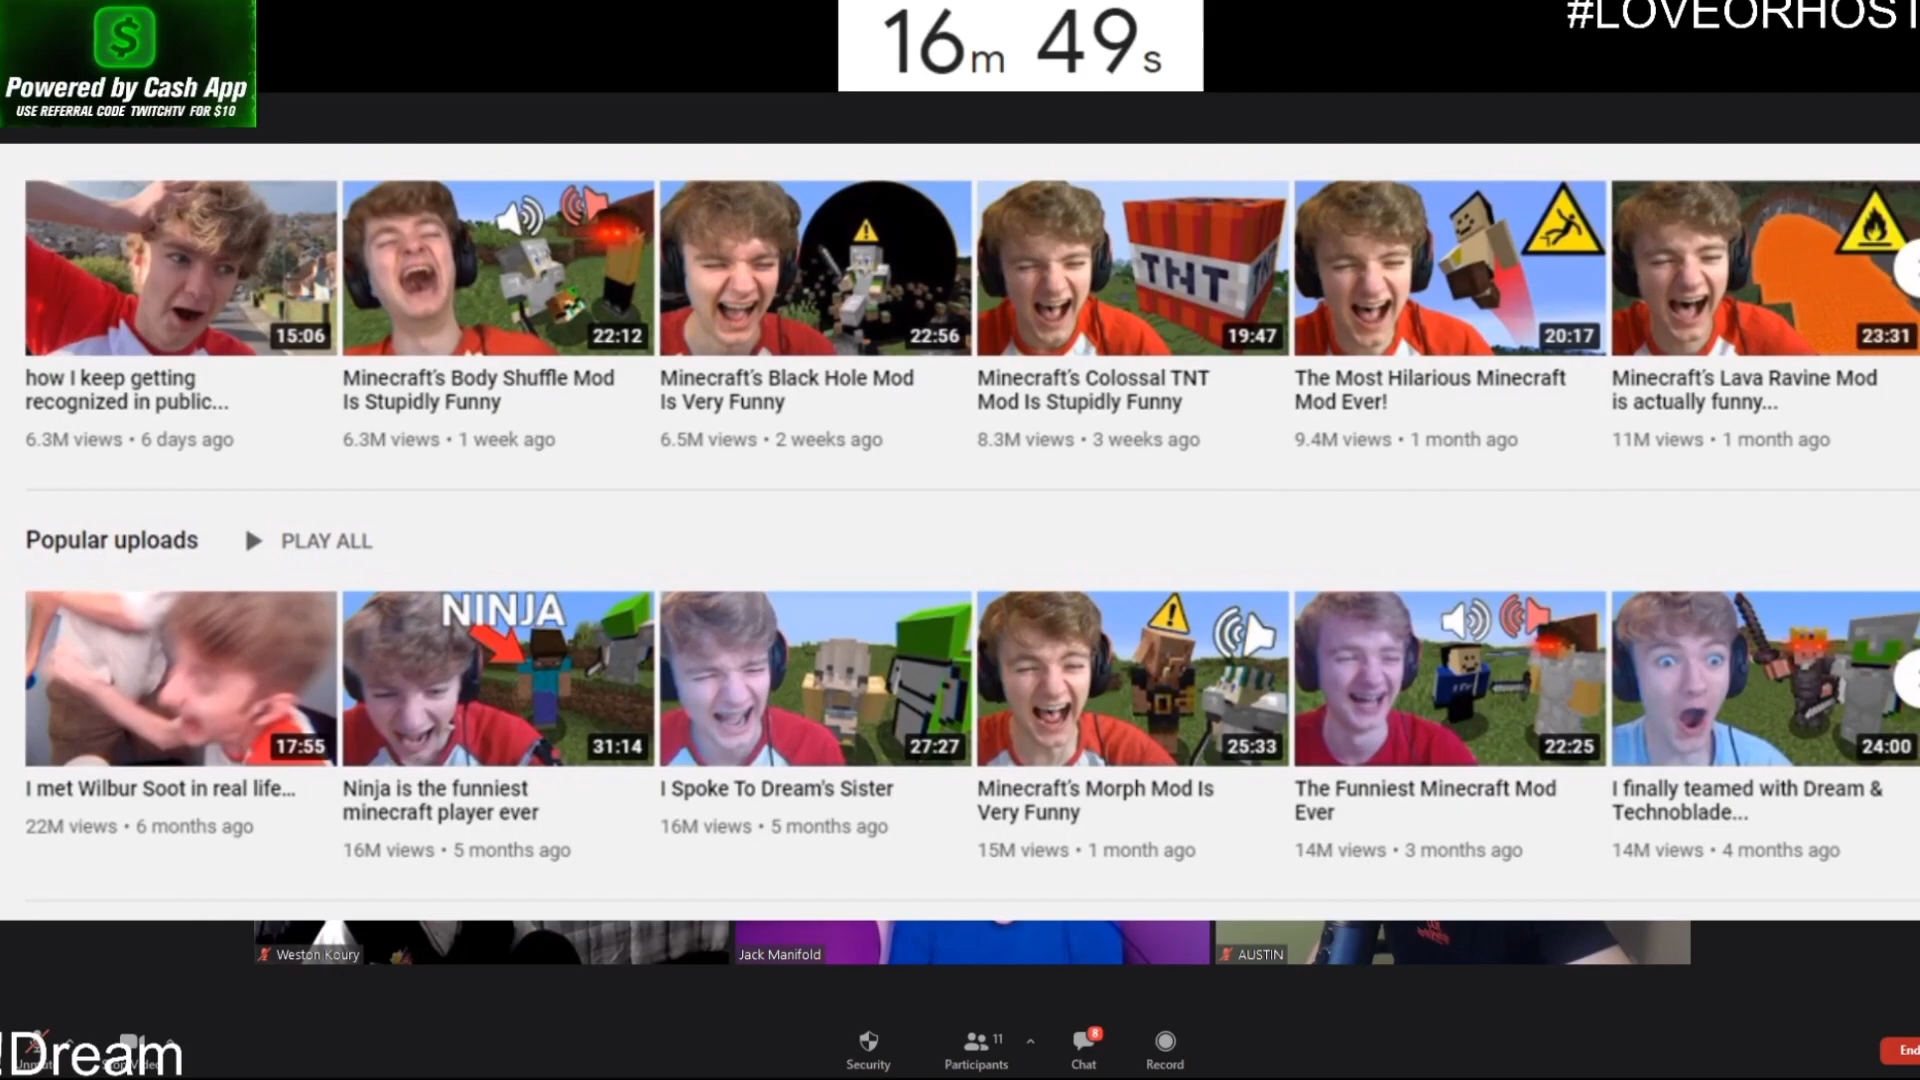 #LOVEORHOST
16m 49s
Powered by Cash App
USE REFERRAL CODE TWITCHTV FOR $10
15:06
22:12
22:56
TNT
19:47
20:17
23:31
how I keep getting
recognized in public...
6.3M views • 6 days ago
Minecraft's Body Shuffle Mod
Is Stupidly Funny
6.3M views • 1 week ago
Minecraft's Black Hole Mod
Is Very Funny
6.5M views • 2 weeks ago
Minecraft's Colossal TNT
Mod Is Stupidly Funny
8.3M views • 3 weeks ago
The Most Hilarious Minecraft
Mod Ever!
9.4M views • 1 month ago
Minecraft's Lava Ravine Mod
is actually funny...
11M views • 1 month ago
Popular uploads
PLAY ALL
NINJA
17:55
31:14
27:27
25:33
22:25
24:00
I met Wilbur Soot in real life...
22M views • 6 months ago
Ninja is the funniest
minecraft player ever
16M views • 5 months ago
I Spoke To Dream's Sister
16M views • 5 months ago
Minecraft's Morph Mod Is
Very Funny
15M views • 1 month ago
The Funniest Minecraft Mod
Ever
14M views • 3 months ago
I finally teamed with Dream &
Technoblade...
14M views • 4 months ago
Weston Koury
Jack Manifold
AUSTIN
!Dream
Security
11
Participants
8
Chat
Record
End